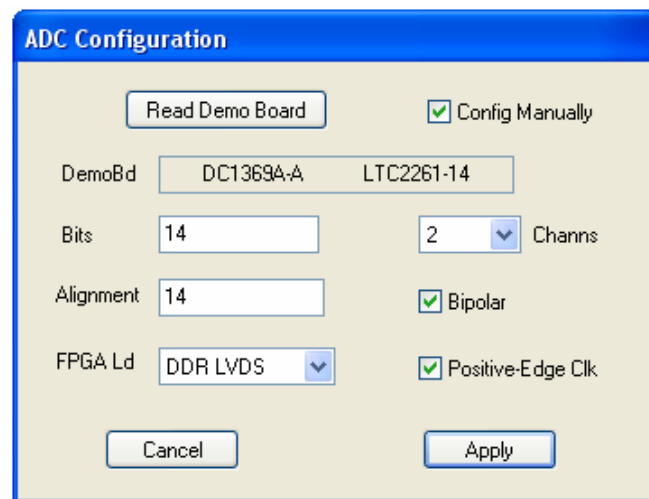 ADC Configuration
Read Demo Board Config Manually
DemoBd DC1369A-A LTC2261-14
Bits 14 2 Channs
Alignment 14 Bipolar
FPGA Ld DDR LVDS Positive-Edge Clk
Cancel Apply